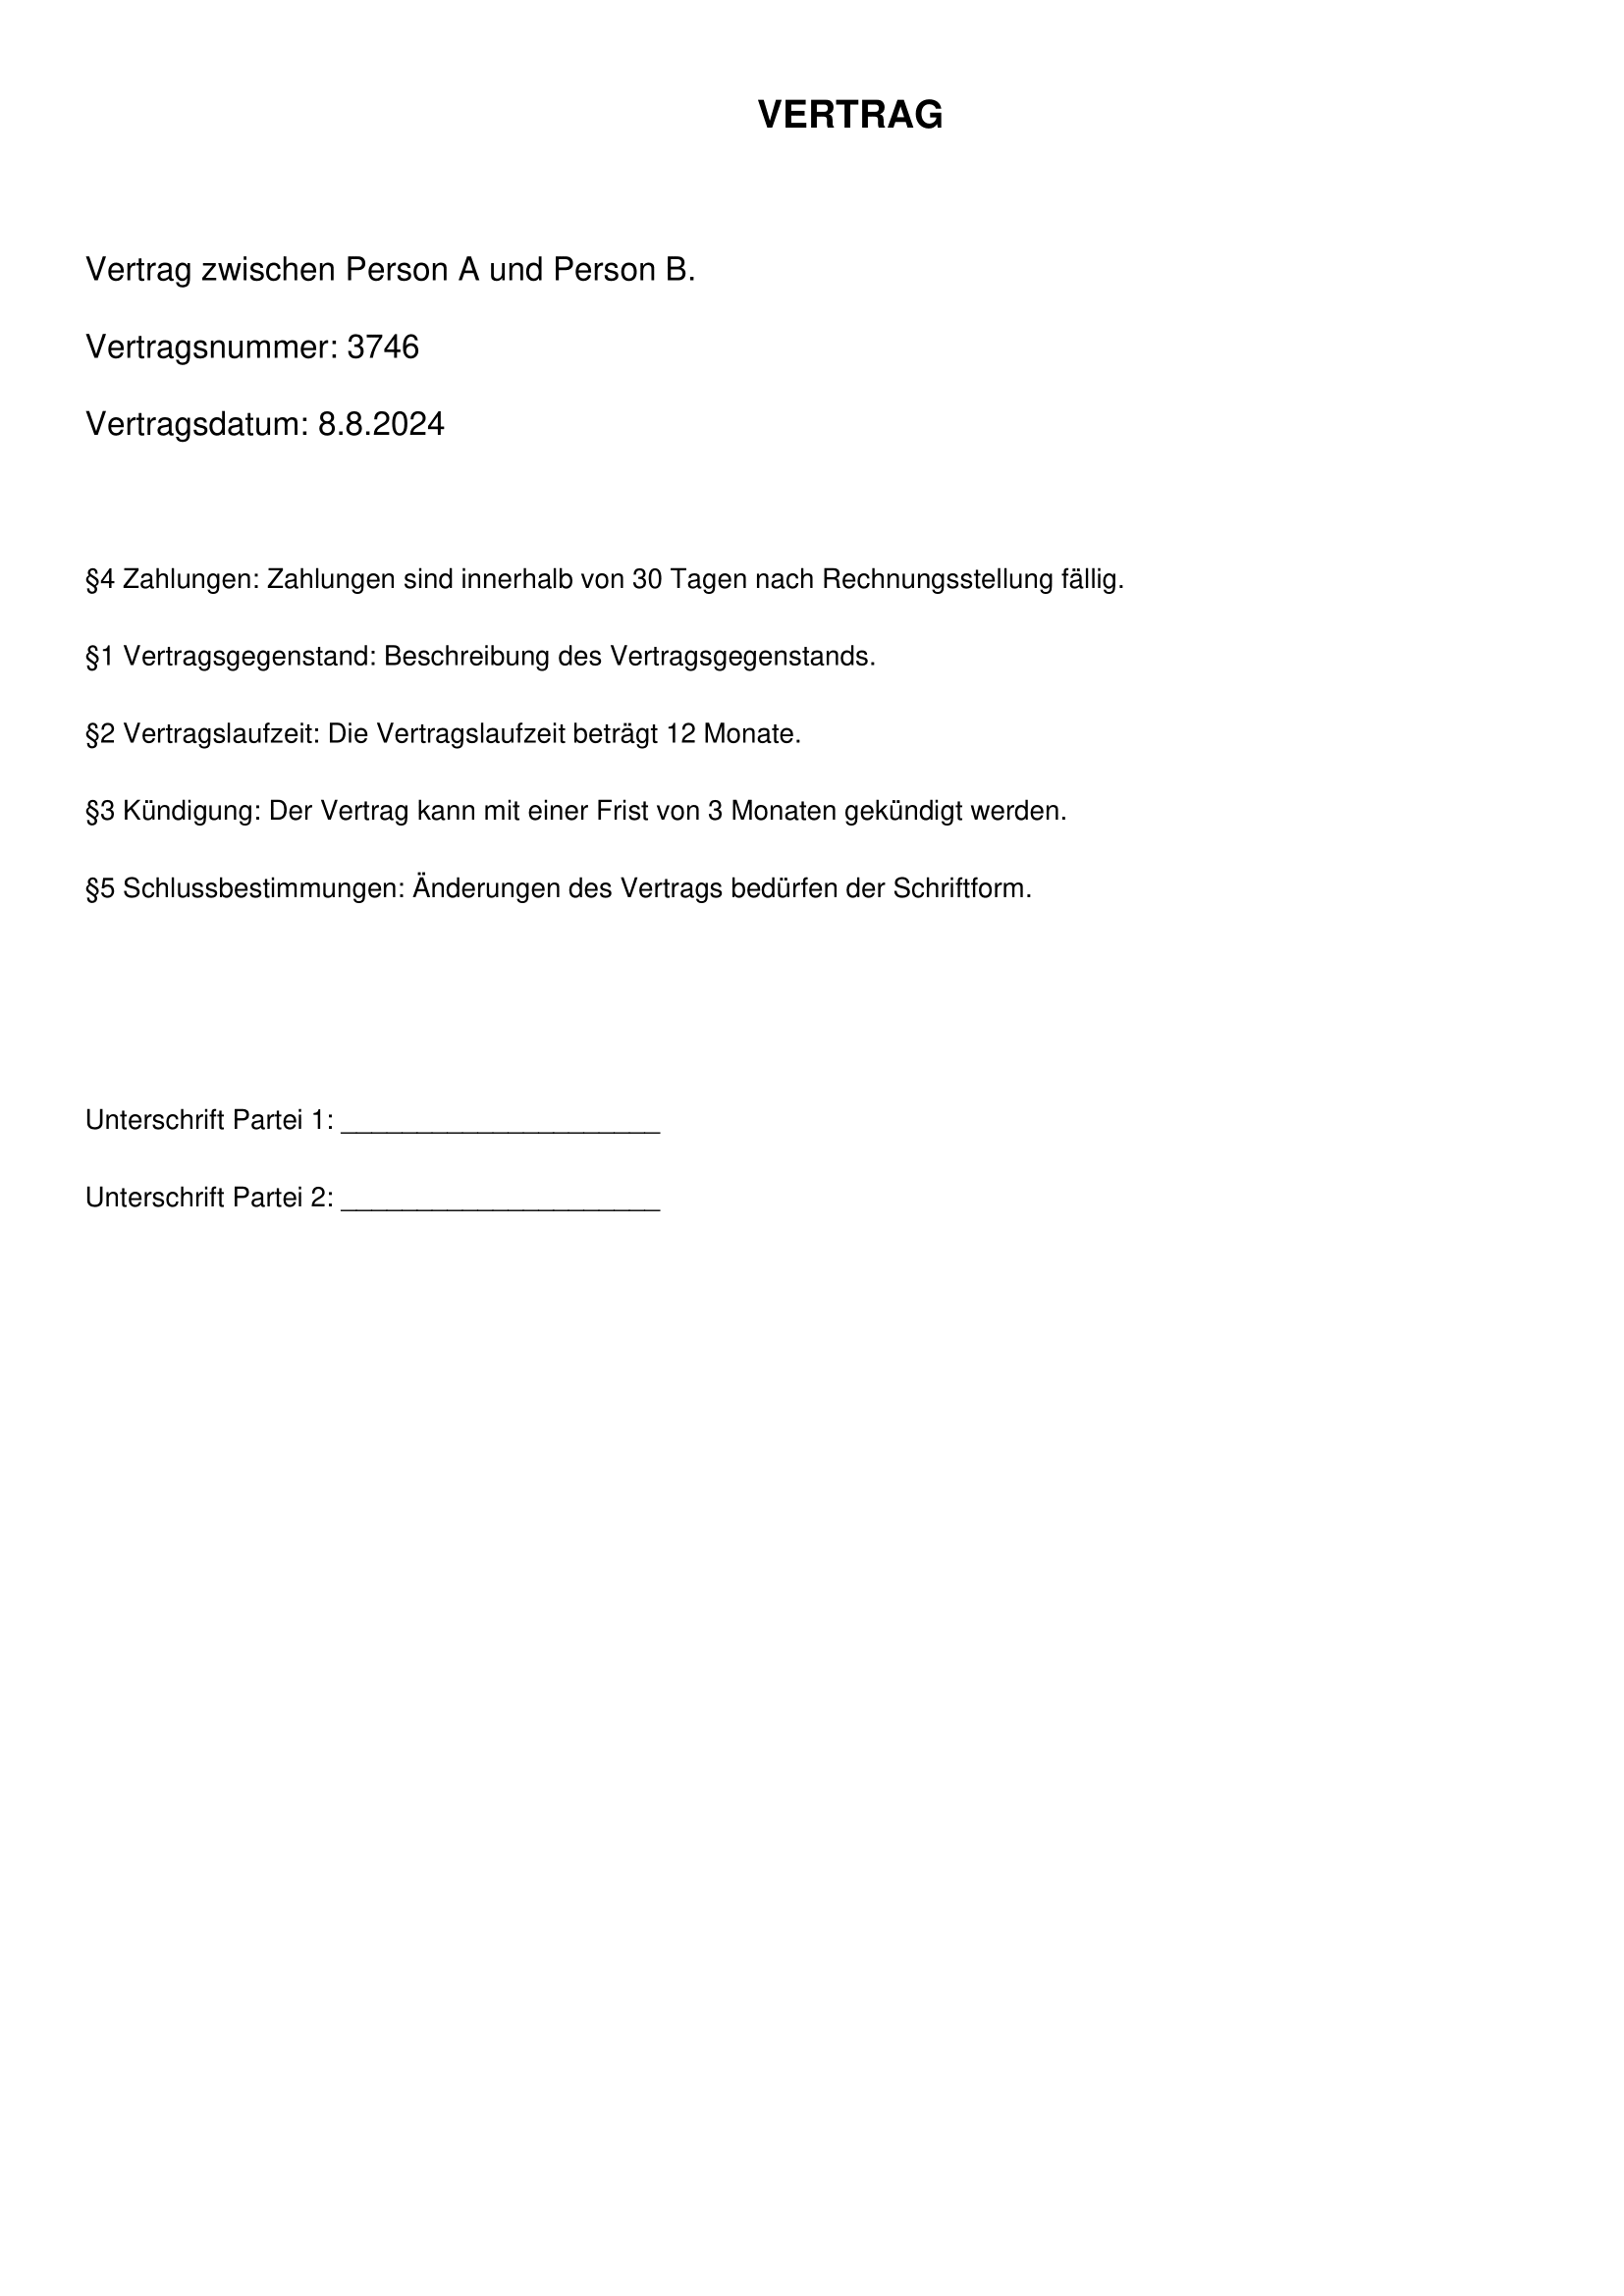 VERTRAG
Vertrag zwischen Person A und Person B.
Vertragsnummer: 3746
Vertragsdatum: 8.8.2024
§4 Zahlungen: Zahlungen sind innerhalb von 30 Tagen nach Rechnungsstellung fällig.
§1 Vertragsgegenstand: Beschreibung des Vertragsgegenstands.
§2 Vertragslaufzeit: Die Vertragslaufzeit beträgt 12 Monate.
§3 Kündigung: Der Vertrag kann mit einer Frist von 3 Monaten gekündigt werden.
§5 Schlussbestimmungen: Änderungen des Vertrags bedürfen der Schriftform.
Unterschrift Partei 1: _____________________
Unterschrift Partei 2: _____________________